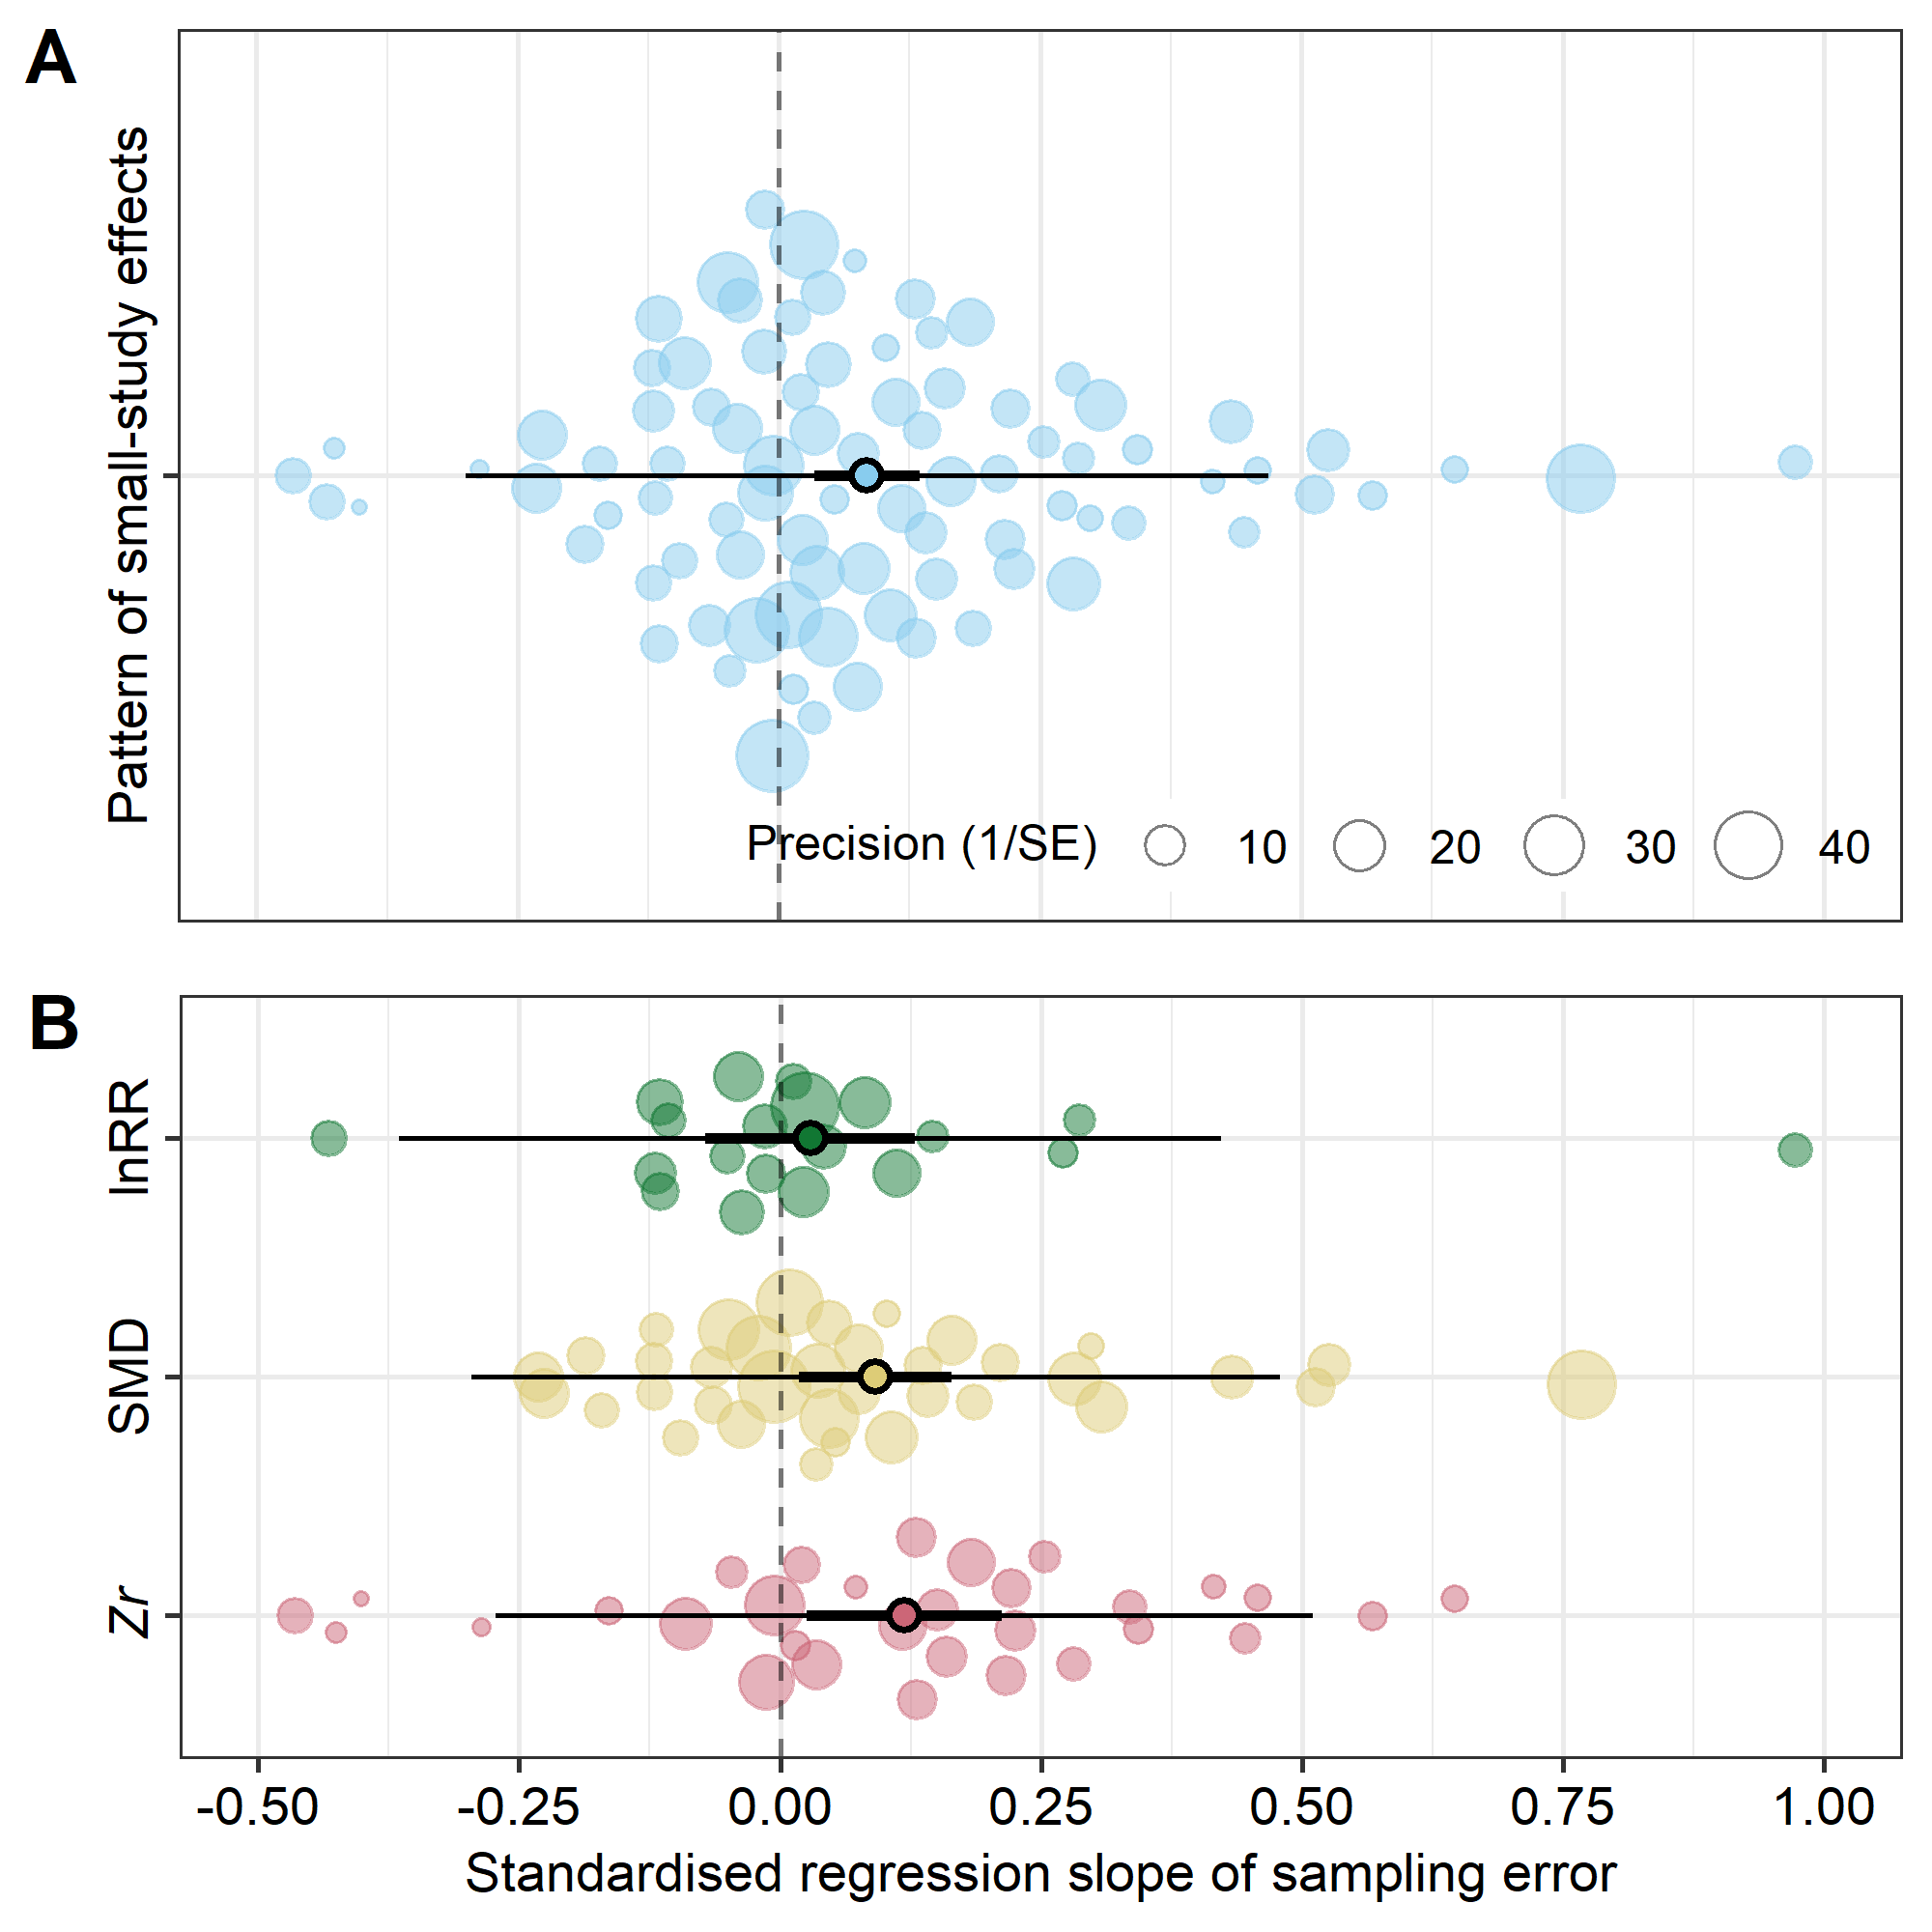 A
Pattern of small-study effects
Precision (1/SE) 10 20 30 40
B
lnRR
SMD
Zr
-0.50 -0.25 0.00 0.25 0.50 0.75 1.00
Standardised regression slope of sampling error